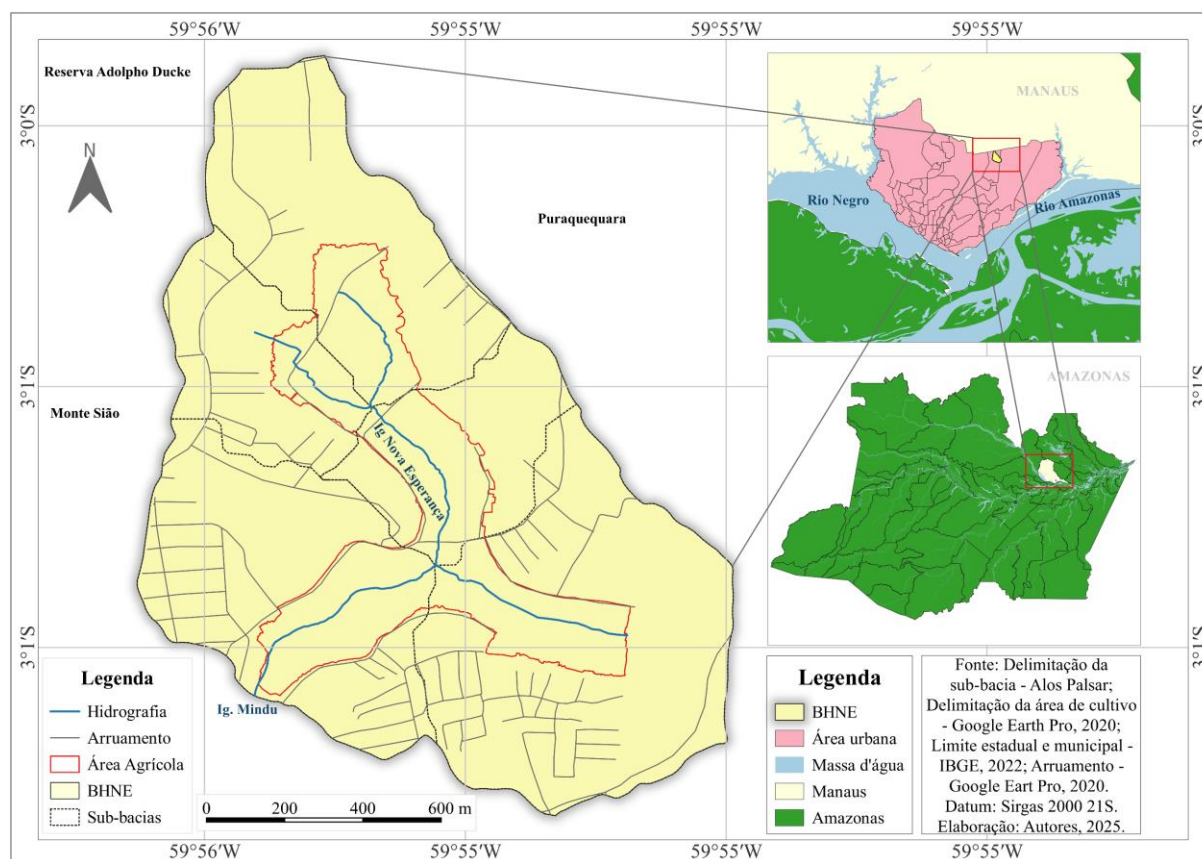 59°56'W
59°55'W
59°55'W
Reserva Adolpho Ducke
MANAUS
3°0'S
3°0'S
N
Puraquequara
Rio Negro
Rio Amazonas
3°1'S
3°1'S
AMAZONAS
Monte Sião
Ig Nova Esperança
3°1'S
3°1'S
Legenda
Hidrografia
Arruamento
Área Agrícola
BHNE
Sub-bacias
Ig. Mindu
0 200 400 600 m
Legenda
BHNE
Área urbana
Massa d'água
Manaus
Amazonas
Fonte: Delimitação da
sub-bacia - Alos Palsar;
Delimitação da área de cultivo
- Google Earth Pro, 2020;
Limite estadual e municipal -
IBGE, 2022; Arruamento -
Google Eart Pro, 2020.
Datum: Sirgas 2000 21S.
Elaboração: Autores, 2025.
59°56'W
59°55'W
59°55'W